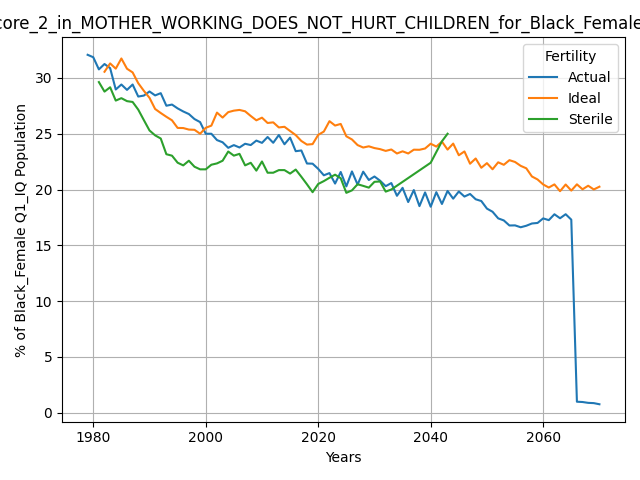 core_2_in_MOTHER_WORKING_DOES_NOT_HURT_CHILDREN_for_Black_Female
Fertility
Actual
Ideal
Sterile
% of Black_Female Q1_IQ Population
30
25
20
15
10
5
0
1980 2000 2020 2040 2060
Years